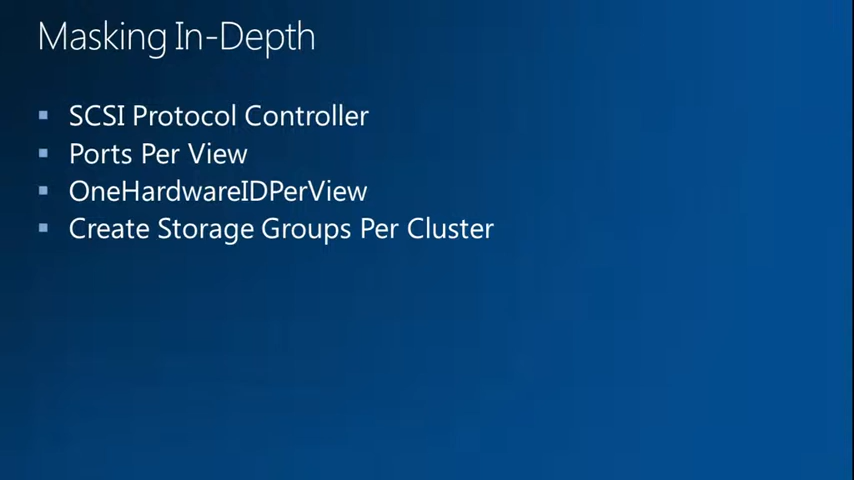 Masking In-Depth
SCSI Protocol Controller
Ports Per View
OneHardwareIDPerView
Create Storage Groups Per Cluster